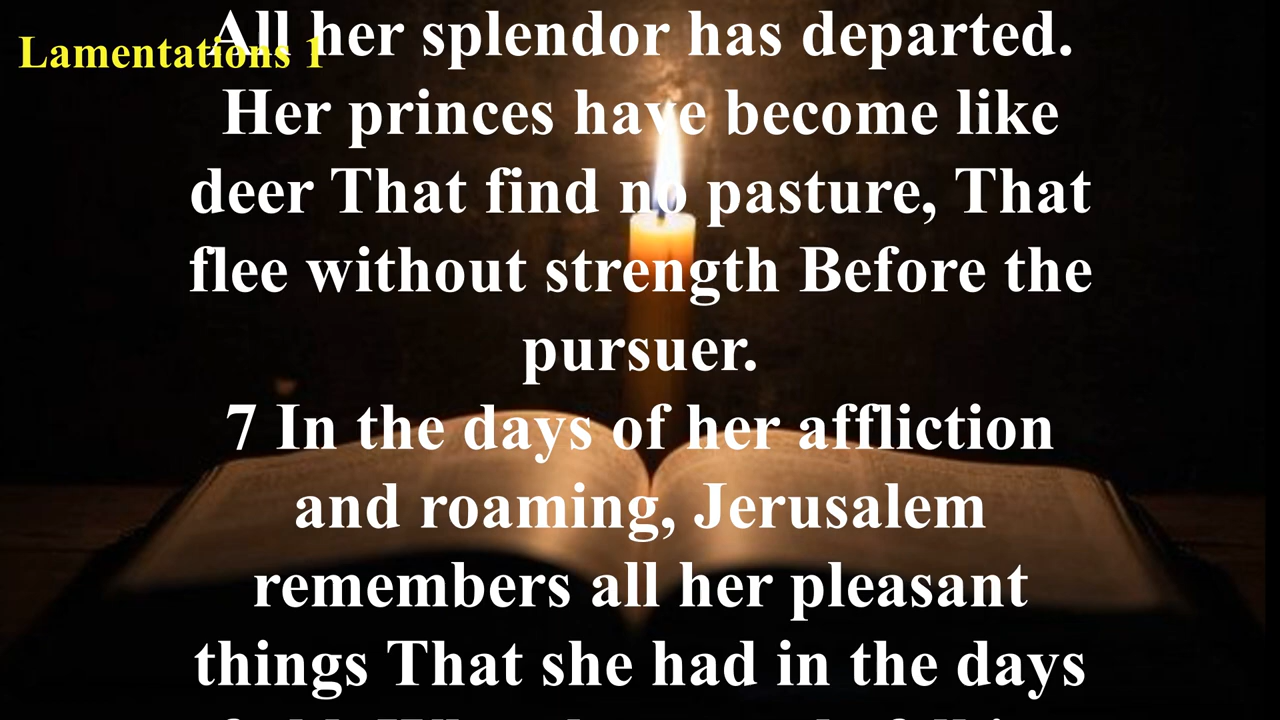 Lamentations 1
All her splendor has departed.
Her princes have become like
deer That find no pasture, That
flee without strength Before the
pursuer.
7 In the days of her affliction
and roaming, Jerusalem
remembers all her pleasant
things That she had in the days